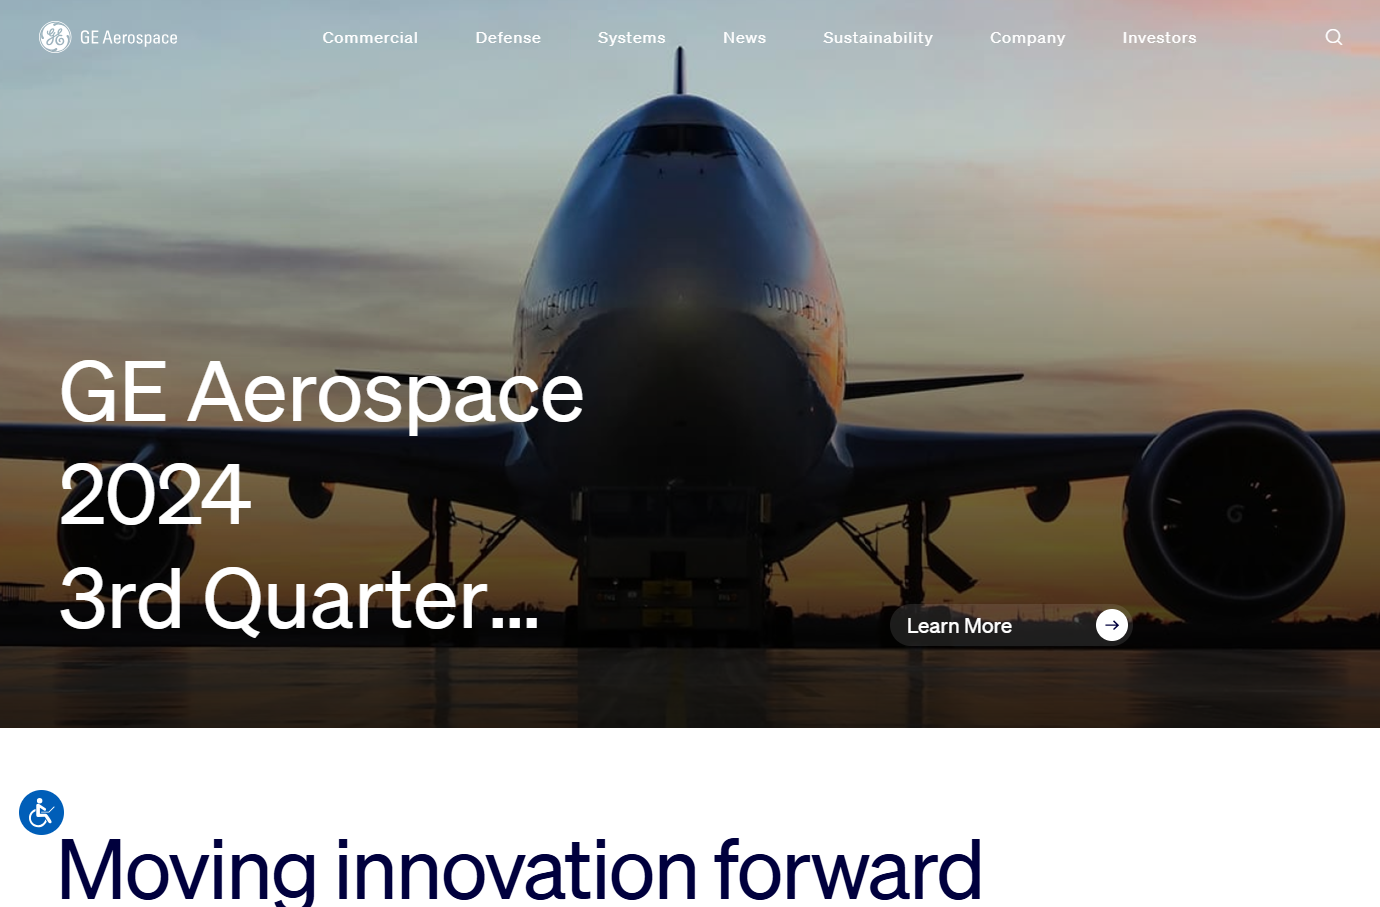 GE Aerospace
Commercial
Defense
Systems
News
Sustainability
Company
Investors
GE Aerospace
2024
3rd Quarter...
Learn More
Moving innovation forward